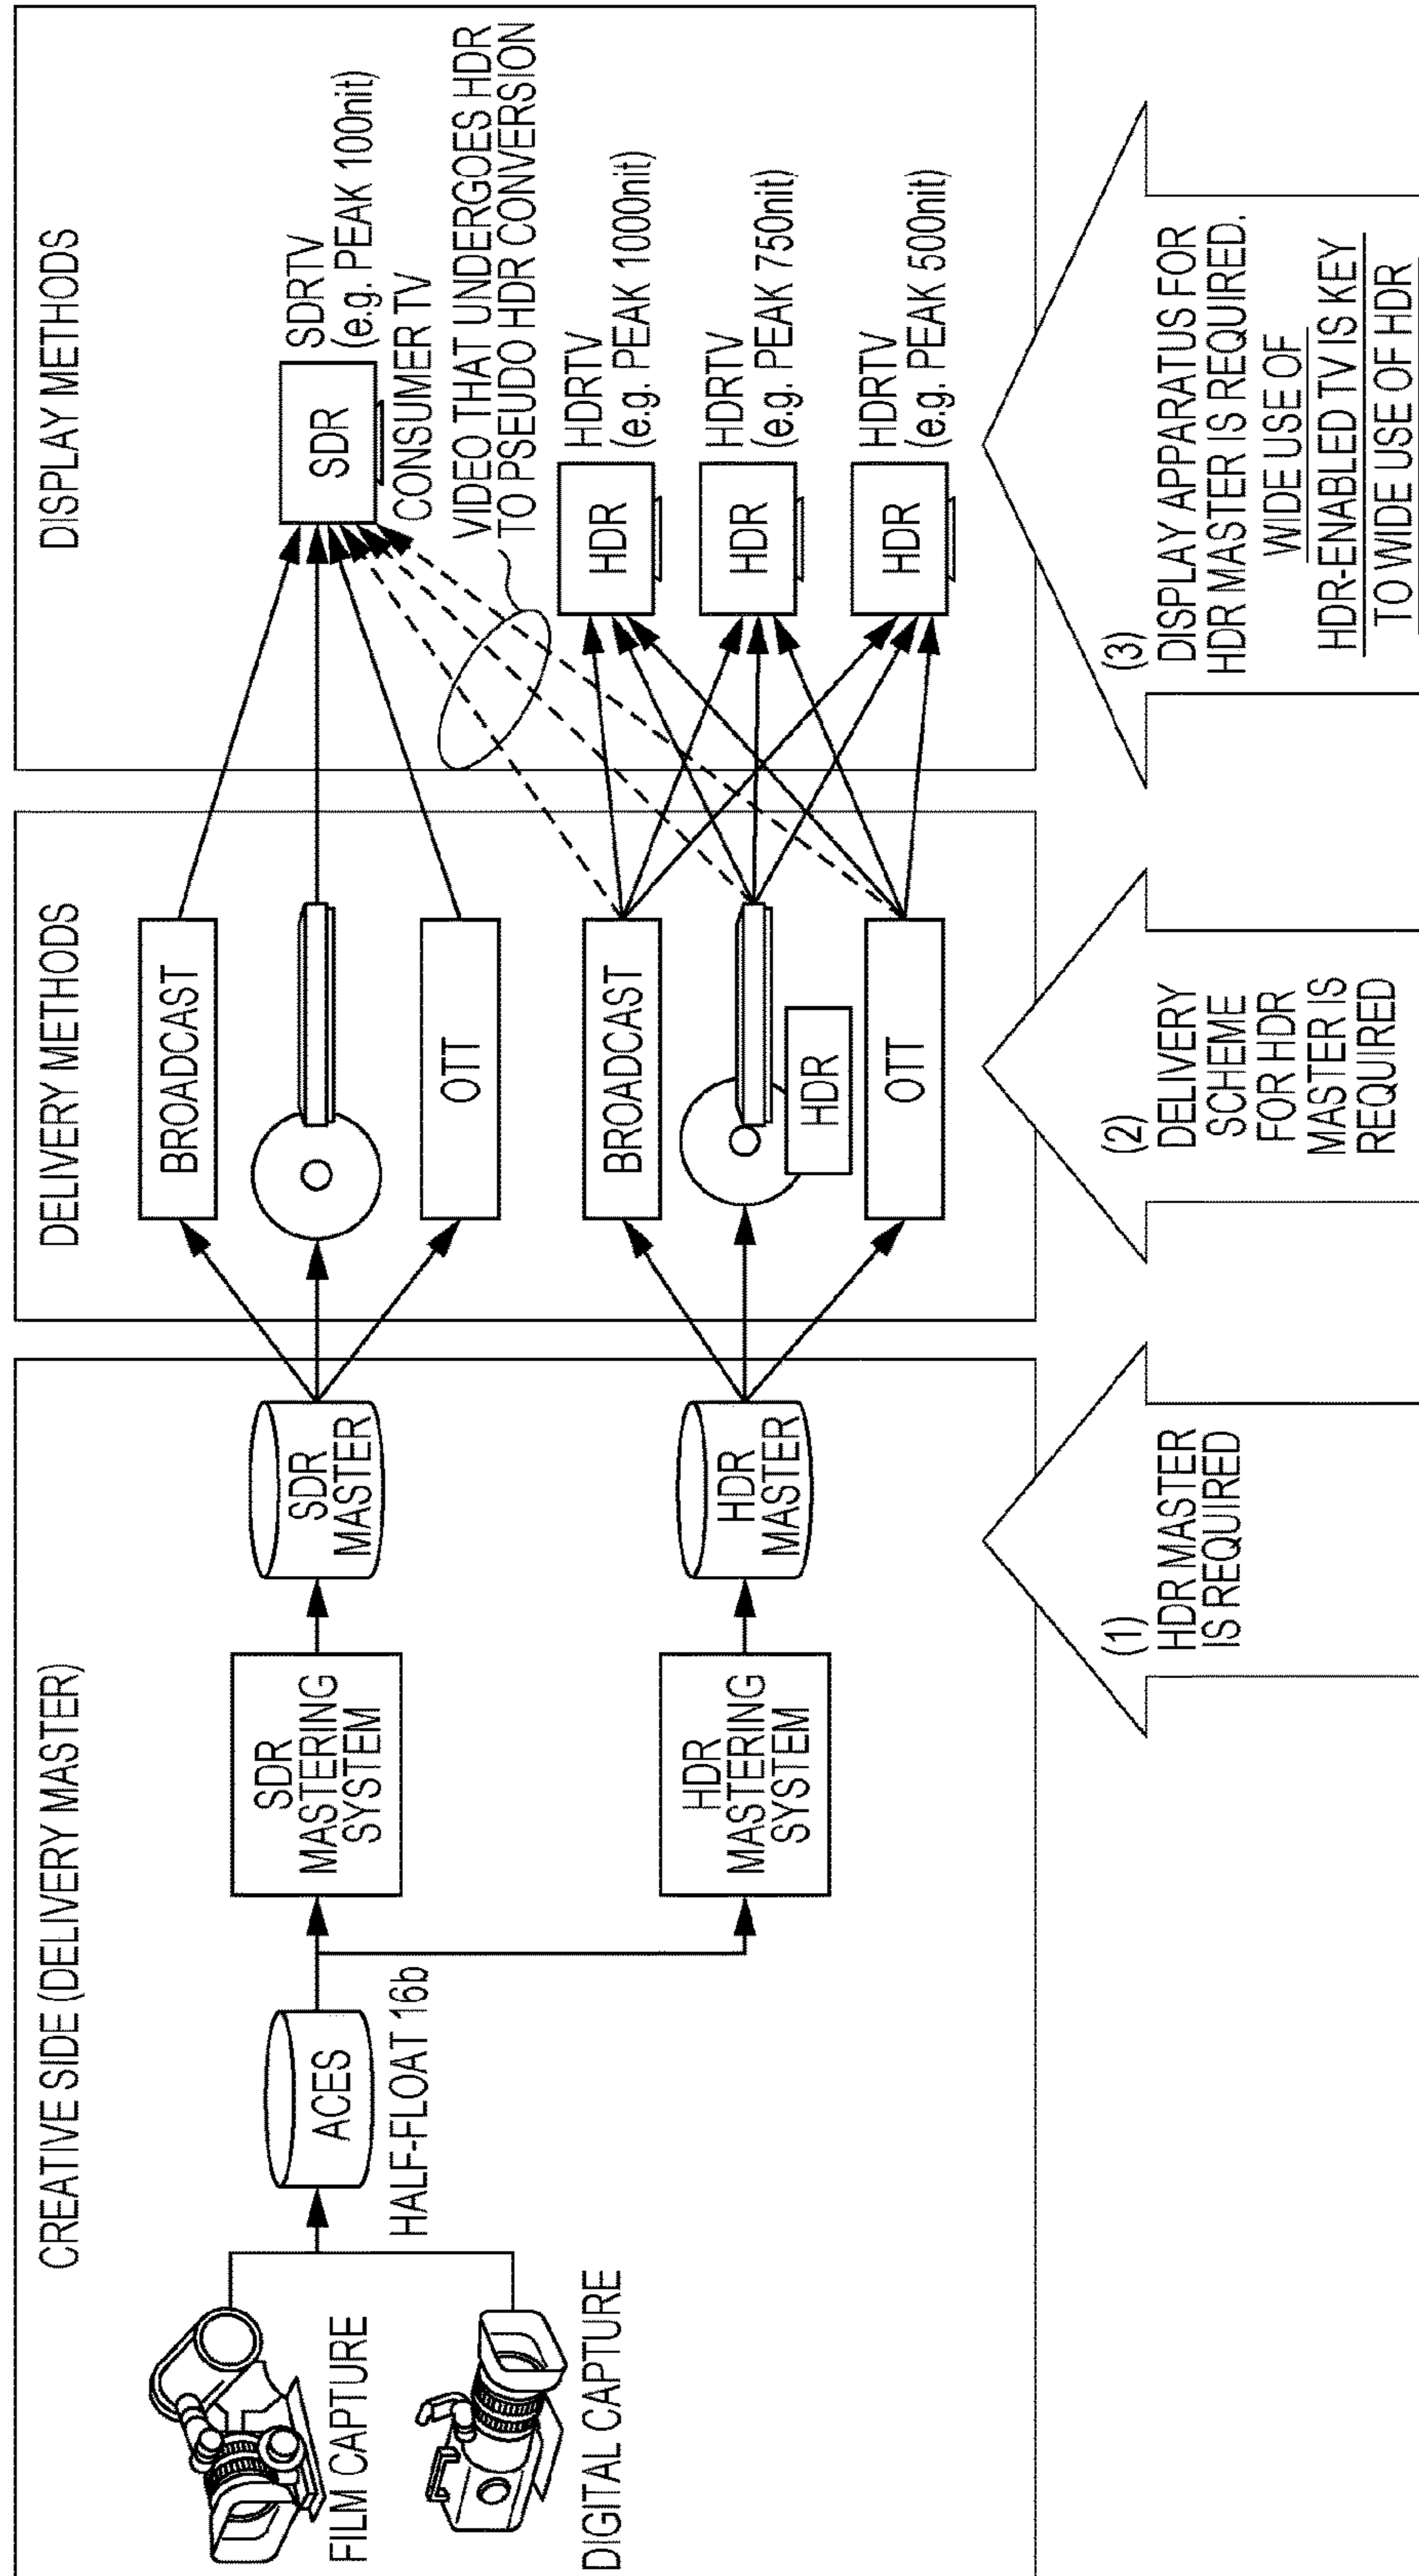 CREATIVE SIDE (DELIVERY MASTER)
FILM CAPTURE
DIGITAL CAPTURE
ACES
HALF-FLOAT 16b
SDR
MASTERING
SYSTEM
SDR
MASTER
HDR
MASTERING
SYSTEM
HDR
MASTER
(1)
HDR MASTER
IS REQUIRED
DELIVERY METHODS
BROADCAST
OTT
BROADCAST
HDR
OTT
(2)
DELIVERY
SCHEME
FOR HDR
MASTER IS
REQUIRED
DISPLAY METHODS
SDR
SDRTV
(e.g. PEAK 100nit)
CONSUMER TV
VIDEO THAT UNDERGOES HDR
TO PSEUDO HDR CONVERSION
HDR
HDRTV
(e.g. PEAK 1000nit)
HDR
HDRTV
(e.g. PEAK 750nit)
HDR
HDRTV
(e.g. PEAK 500nit)
(3)
DISPLAY APPARATUS FOR
HDR MASTER IS REQUIRED.
WIDE USE OF
HDR-ENABLED TV IS KEY
TO WIDE USE OF HDR